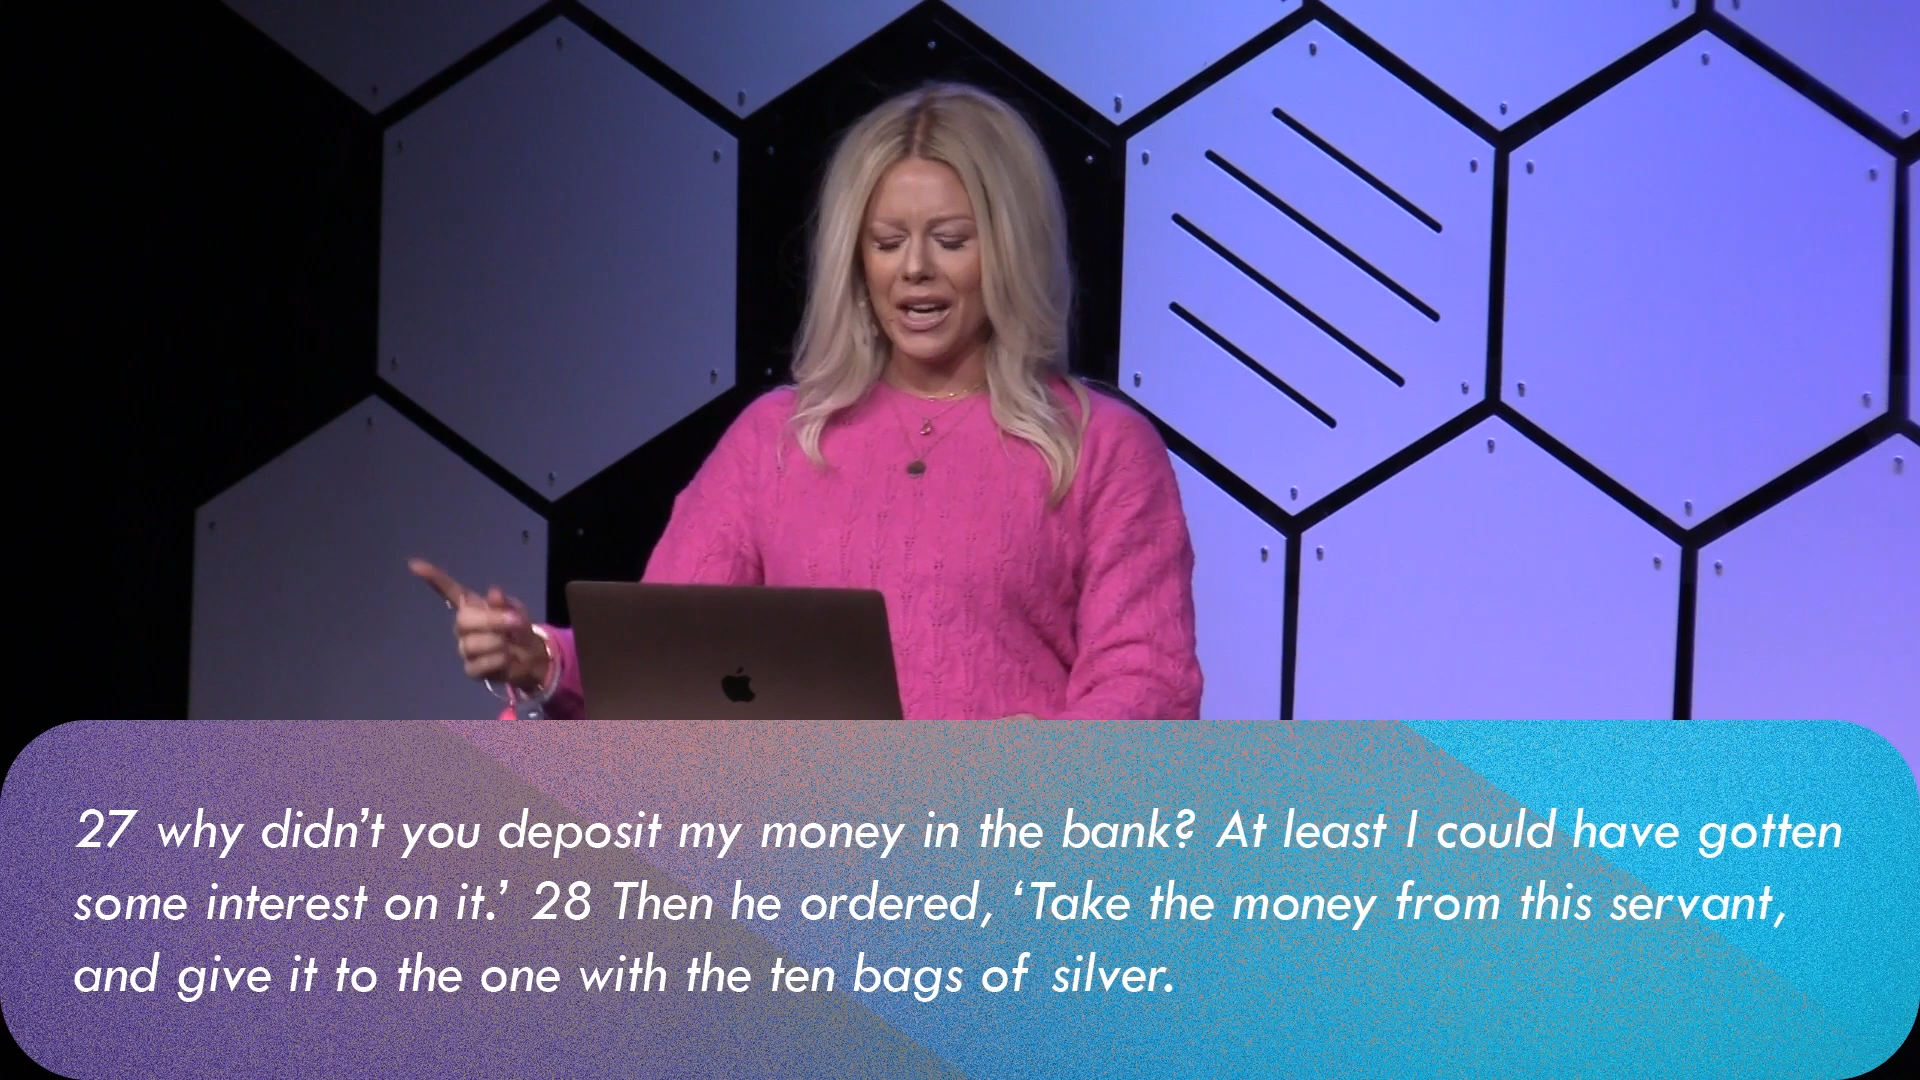 27 why didn’t you deposit my money in the bank? At least I could have gotten
some interest on it.’ 28 Then he ordered, ‘Take the money from this servant,
and give it to the one with the ten bags of silver.